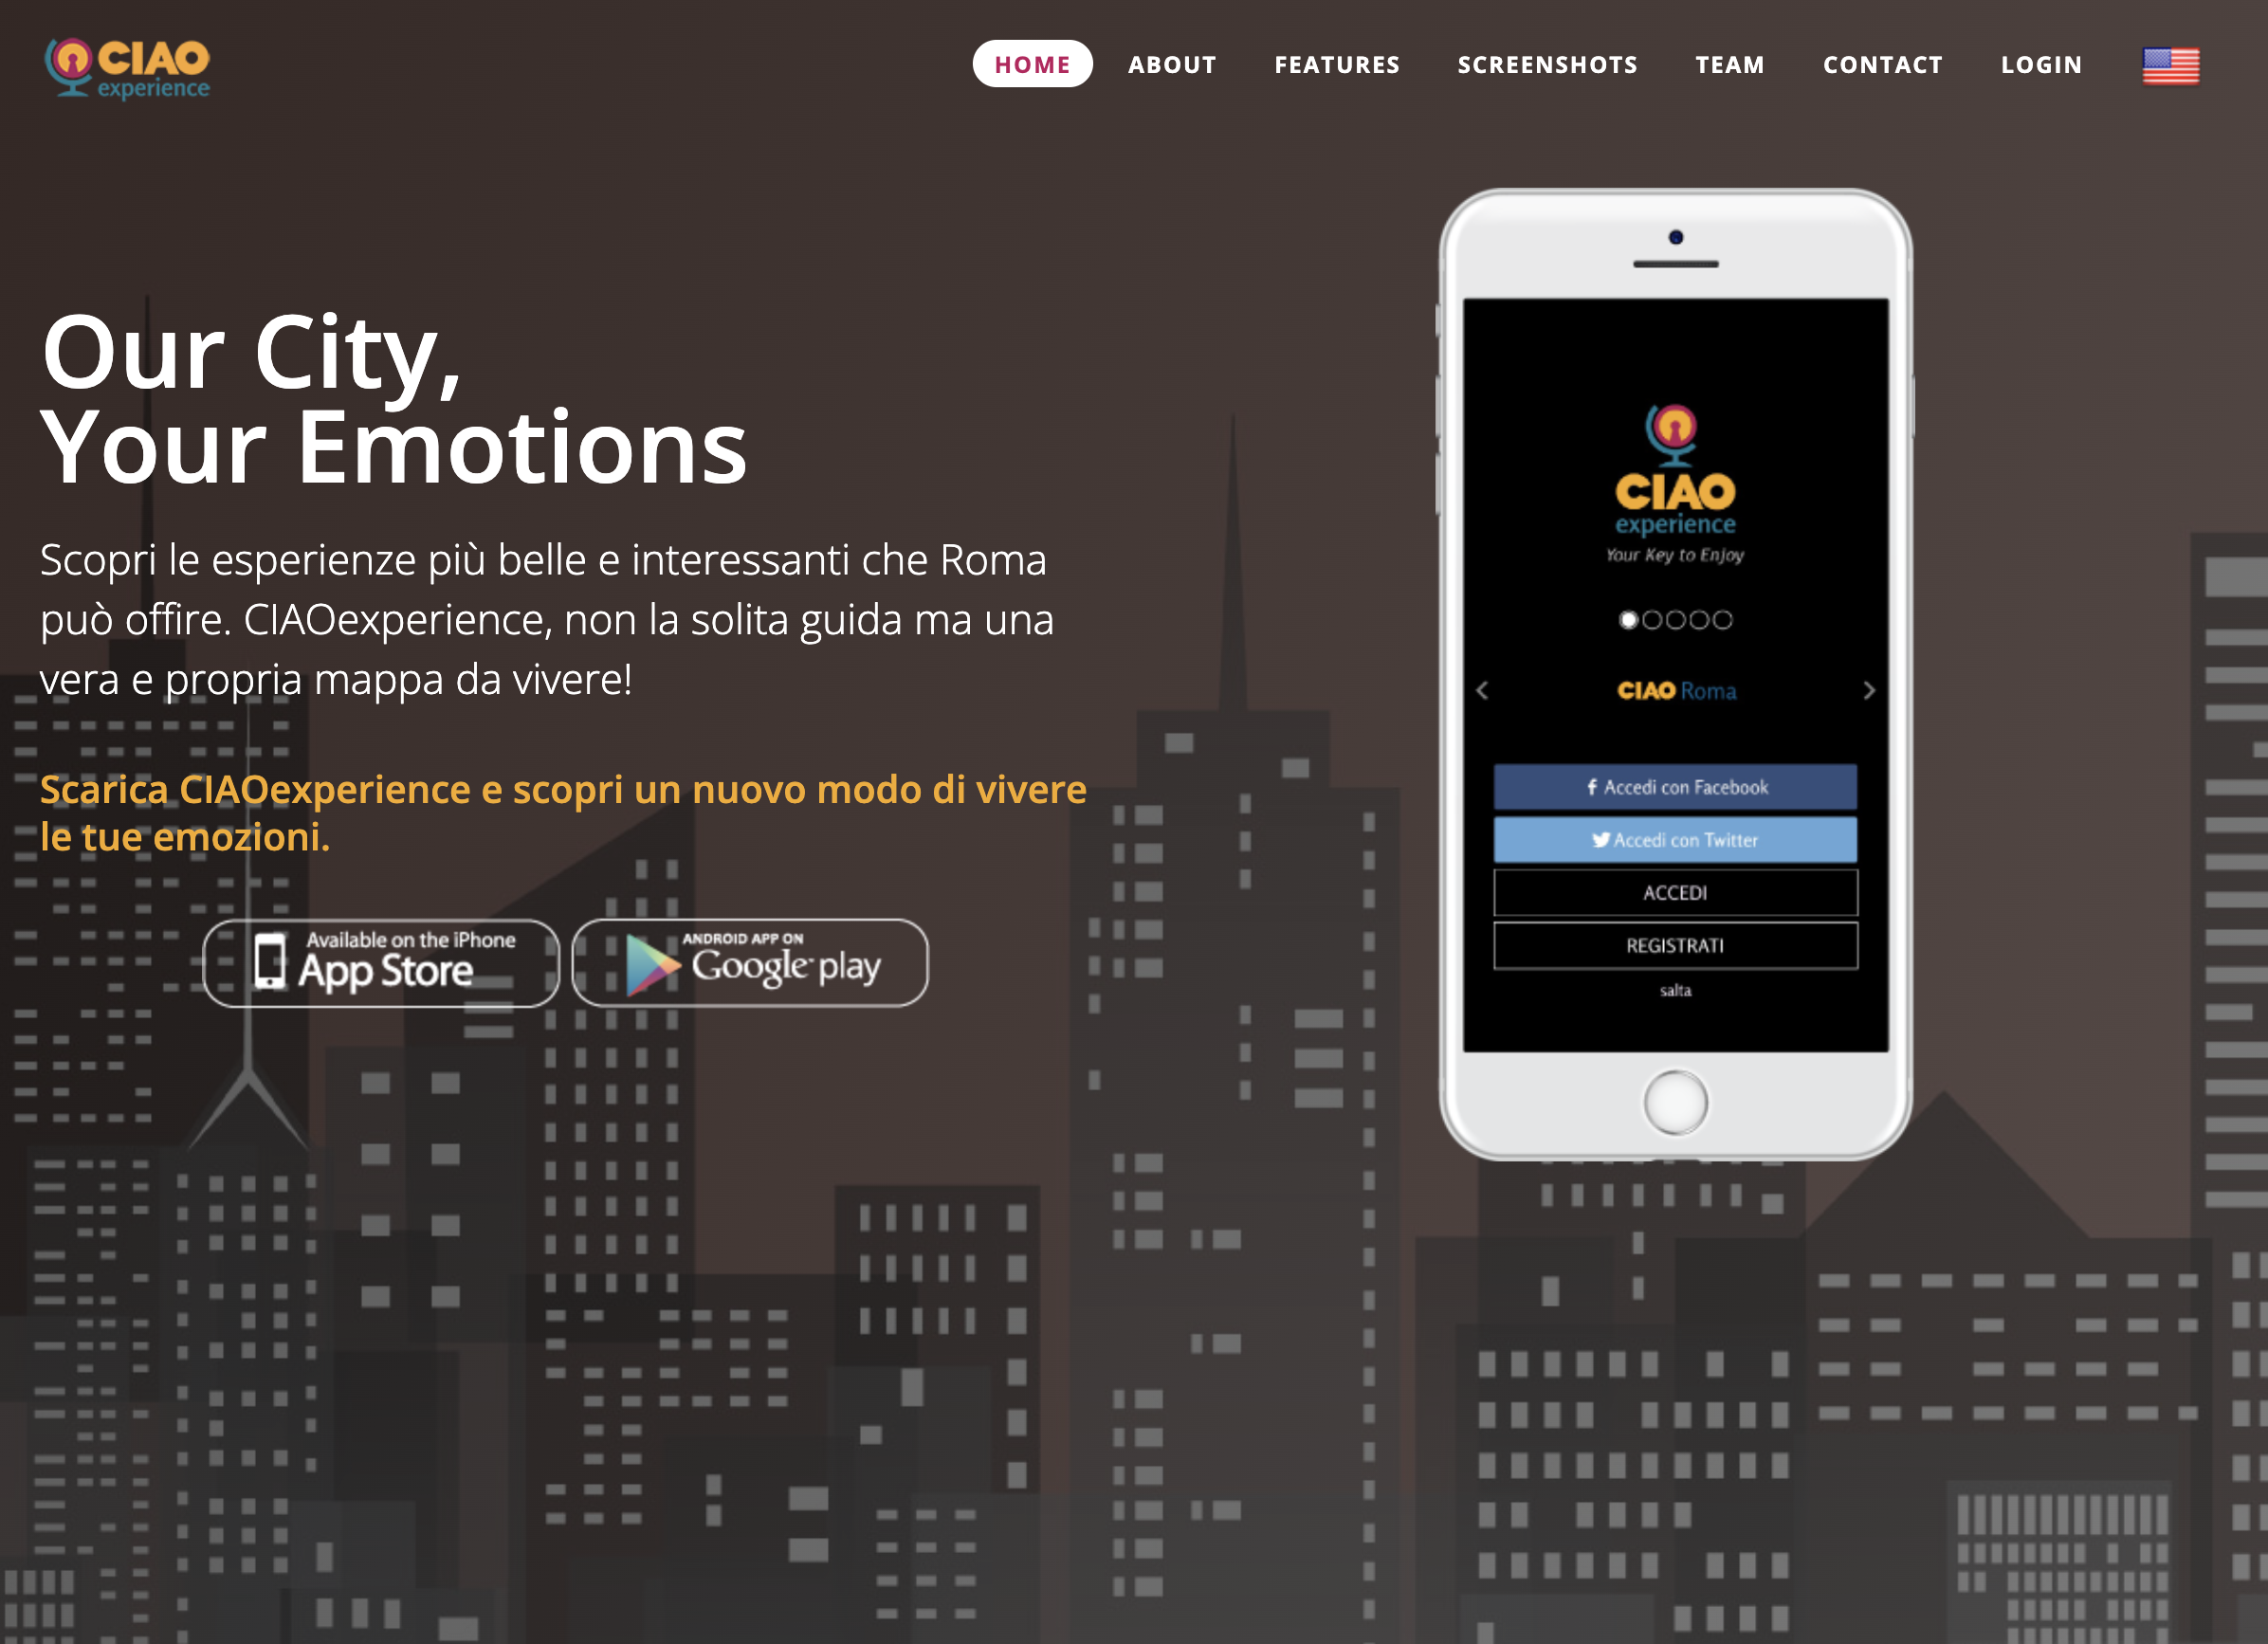 CIAO
experience
HOME
ABOUT
FEATURES
SCREENSHOTS
TEAM
CONTACT
LOGIN
Our City,
Your Emotions
Scopri le esperienze più belle e interessanti che Roma
può offire. CIAOexperience, non la solita guida ma una
vera e propria mappa da vivere!
Scarica CIAOexperience e scopri un nuovo modo di vivere
le tue emozioni.
Available on the iPhone
App Store
ANDROID APP ON
Google play
CIAO
experience
Your Key to Enjoy
CIAO Roma
Accedi con Facebook
Accedi con Twitter
ACCEDI
REGISTRATI
salta